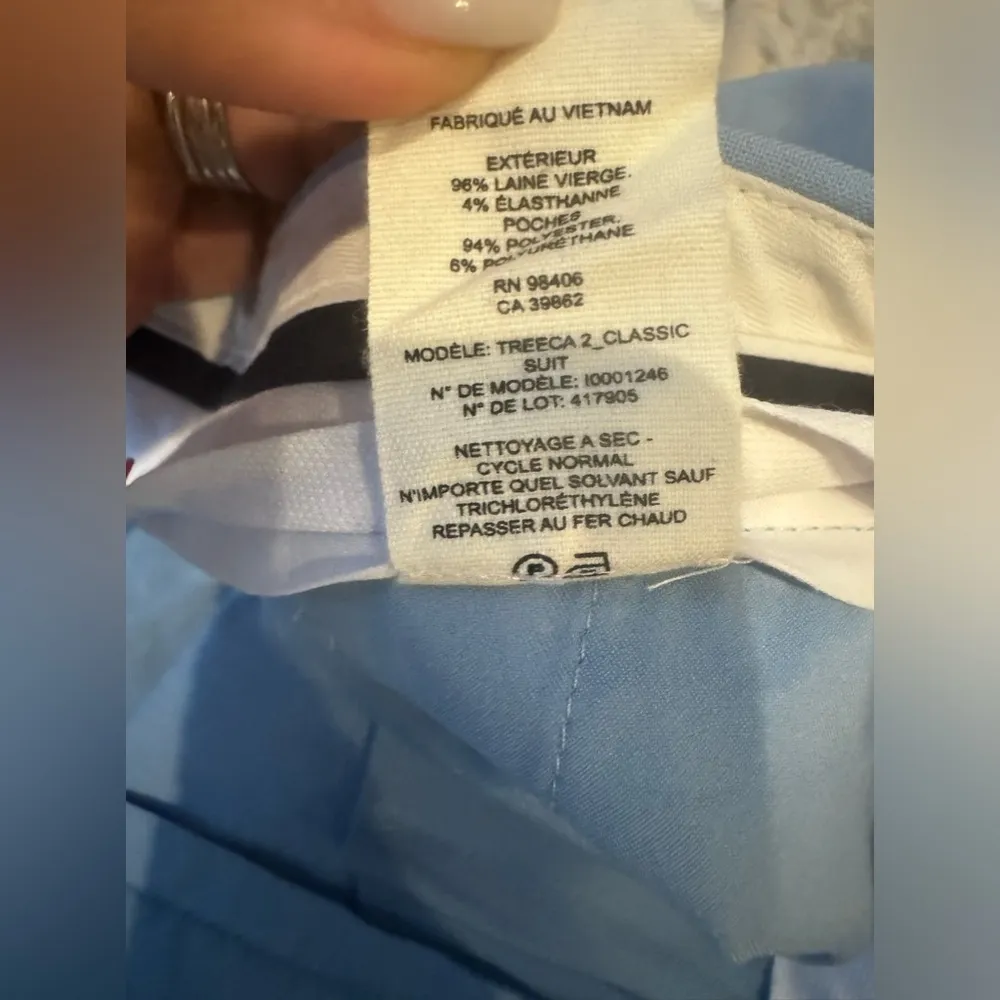 FABRIQUÉ AU VIETNAM
EXTÉRIEUR
96% LAINE VIERGE.
4% ÉLASTHANNE
POCHES
94% POLYESTER.
6% POLYURÉTHANE
RN 98406
CA 39862
MODÈLE: TREECA 2_CLASSIC
SUIT
N° DE MODÈLE: I0001246
N° DE LOT: 417905
NETTOYAGE A SEC -
CYCLE NORMAL
N'IMPORTE QUEL SOLVANT SAUF
TRICHLORÉTHYLÈNE
REPASSER AU FER CHAUD